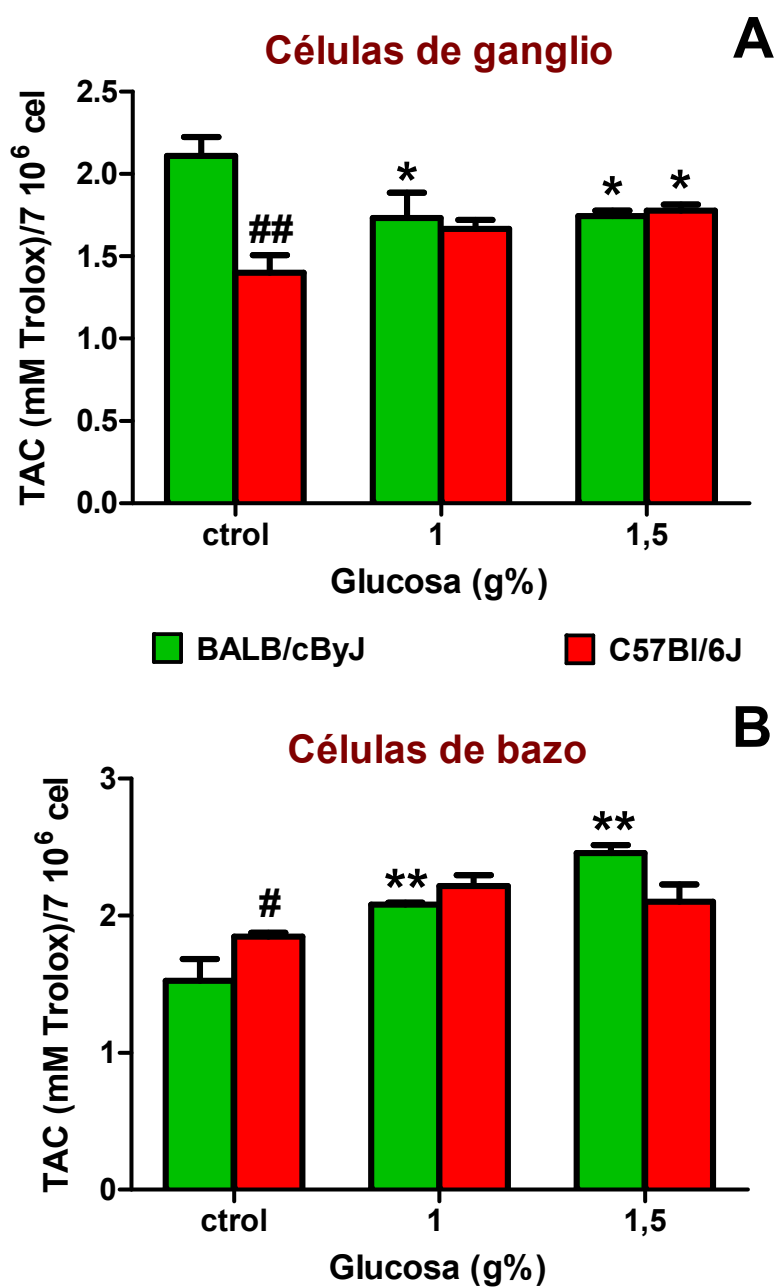 A
Células de ganglio
TAC (mM Trolox)/7 10⁶ cel
2.5
2.0
1.5
1.0
0.5
0.0
##
*
*
*
ctrol
1
1,5
Glucosa (g%)
BALB/cByJ
C57Bl/6J
B
Células de bazo
TAC (mM Trolox)/7 10⁶ cel
3
2
1
0
#
**
**
ctrol
1
1,5
Glucosa (g%)